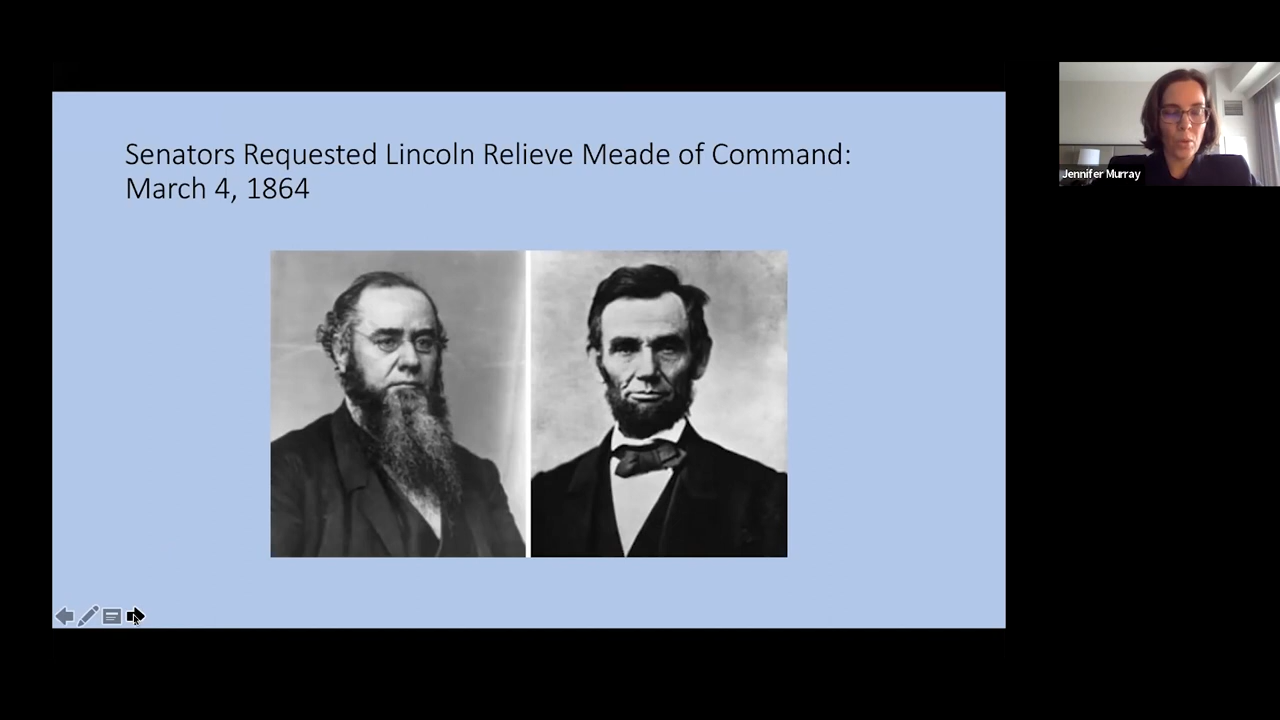 Senators Requested Lincoln Relieve Meade of Command:
March 4, 1864
Jennifer Murray